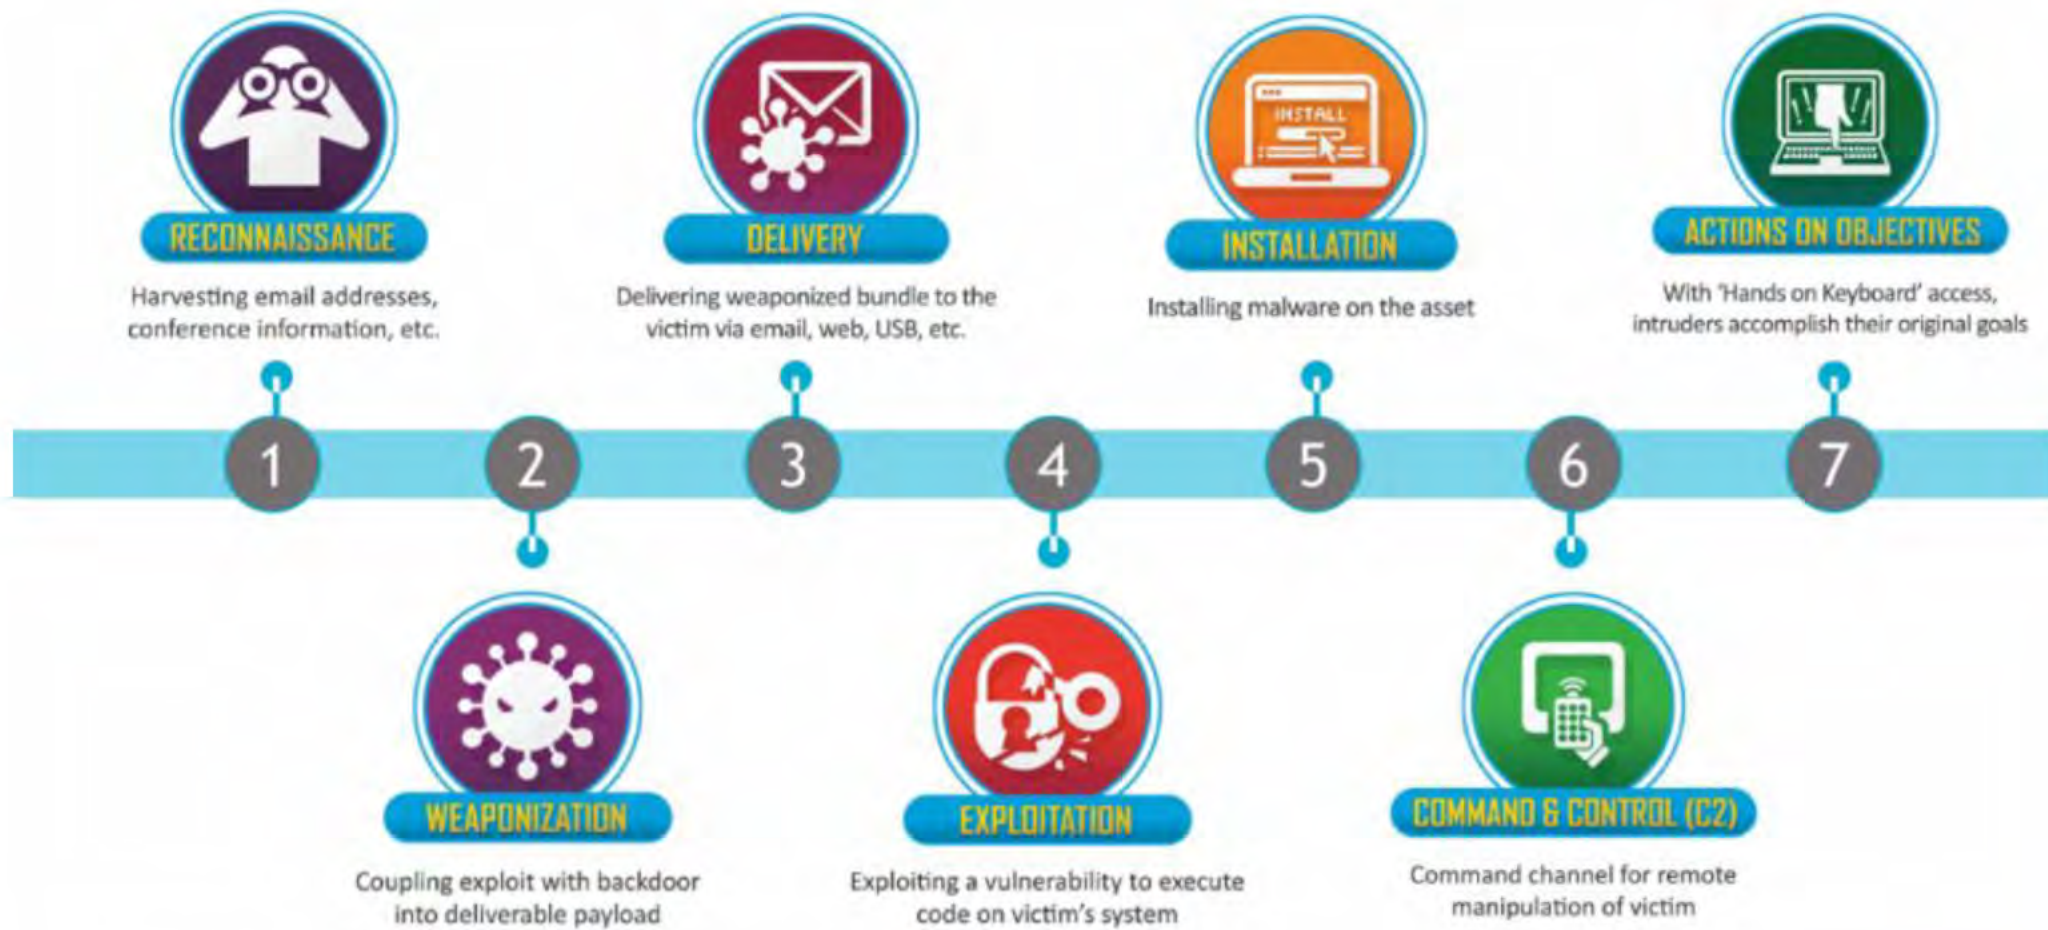 RECONNAISSANCE
Harvesting email addresses,
conference information, etc.
1
2
WEAPONIZATION
Coupling exploit with backdoor
into deliverable payload
DELIVERY
Delivering weaponized bundle to the
victim via email, web, USB, etc.
3
4
EXPLOITATION
Exploiting a vulnerability to execute
code on victim's system
INSTALL
INSTALLATION
Installing malware on the asset
5
6
COMMAND & CONTROL (C2)
Command channel for remote
manipulation of victim
ACTIONS ON OBJECTIVES
With 'Hands on Keyboard' access,
intruders accomplish their original goals
7